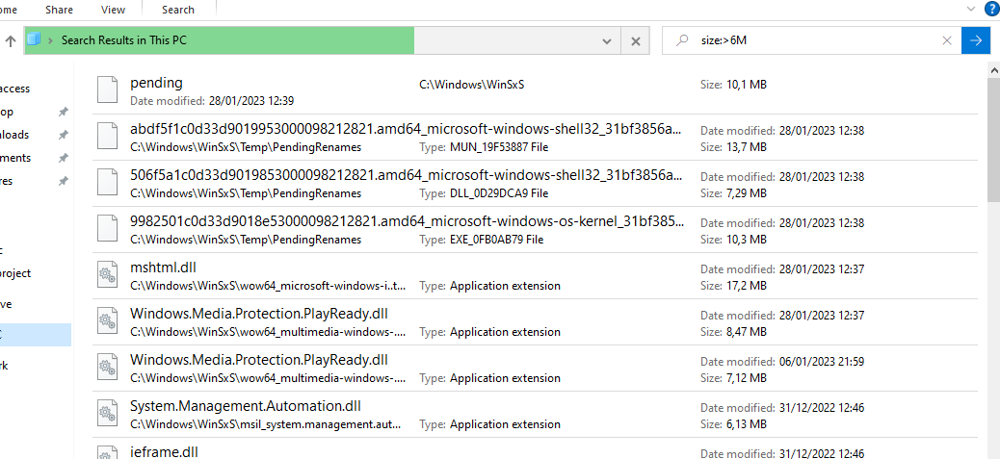 ome Share View Search
Search Results in This PC size:>6M
access
op
loads
ments
res
project
ve
rk
pending C:\Windows\WinSxS Size: 10,1 MB
Date modified: 28/01/2023 12:39
abdf5f1c0d33d9019953000098212821.amd64_microsoft-windows-shell32_31bf3856a... Date modified: 28/01/2023 12:38
C:\Windows\WinSxS\Temp\PendingRenames Type: MUN_19F53887 File Size: 13,7 MB
506f5a1c0d33d9019853000098212821.amd64_microsoft-windows-shell32_31bf3856a... Date modified: 28/01/2023 12:38
C:\Windows\WinSxS\Temp\PendingRenames Type: DLL_0D29DCA9 File Size: 7,29 MB
9982501c0d33d9018e53000098212821.amd64_microsoft-windows-os-kernel_31bf385... Date modified: 28/01/2023 12:38
C:\Windows\WinSxS\Temp\PendingRenames Type: EXE_0FB0AB79 File Size: 10,3 MB
mshtml.dll Date modified: 28/01/2023 12:37
C:\Windows\WinSxS\wow64_microsoft-windows-i..t... Type: Application extension Size: 17,2 MB
Windows.Media.Protection.PlayReady.dll Date modified: 28/01/2023 12:37
C:\Windows\WinSxS\wow64_multimedia-windows-.... Type: Application extension Size: 8,47 MB
Windows.Media.Protection.PlayReady.dll Date modified: 06/01/2023 21:59
C:\Windows\WinSxS\wow64_multimedia-windows-.... Type: Application extension Size: 7,12 MB
System.Management.Automation.dll Date modified: 31/12/2022 12:46
C:\Windows\WinSxS\msil_system.management.aut... Type: Application extension Size: 6,13 MB
ieframe.dll Date modified: 31/12/2022 12:46